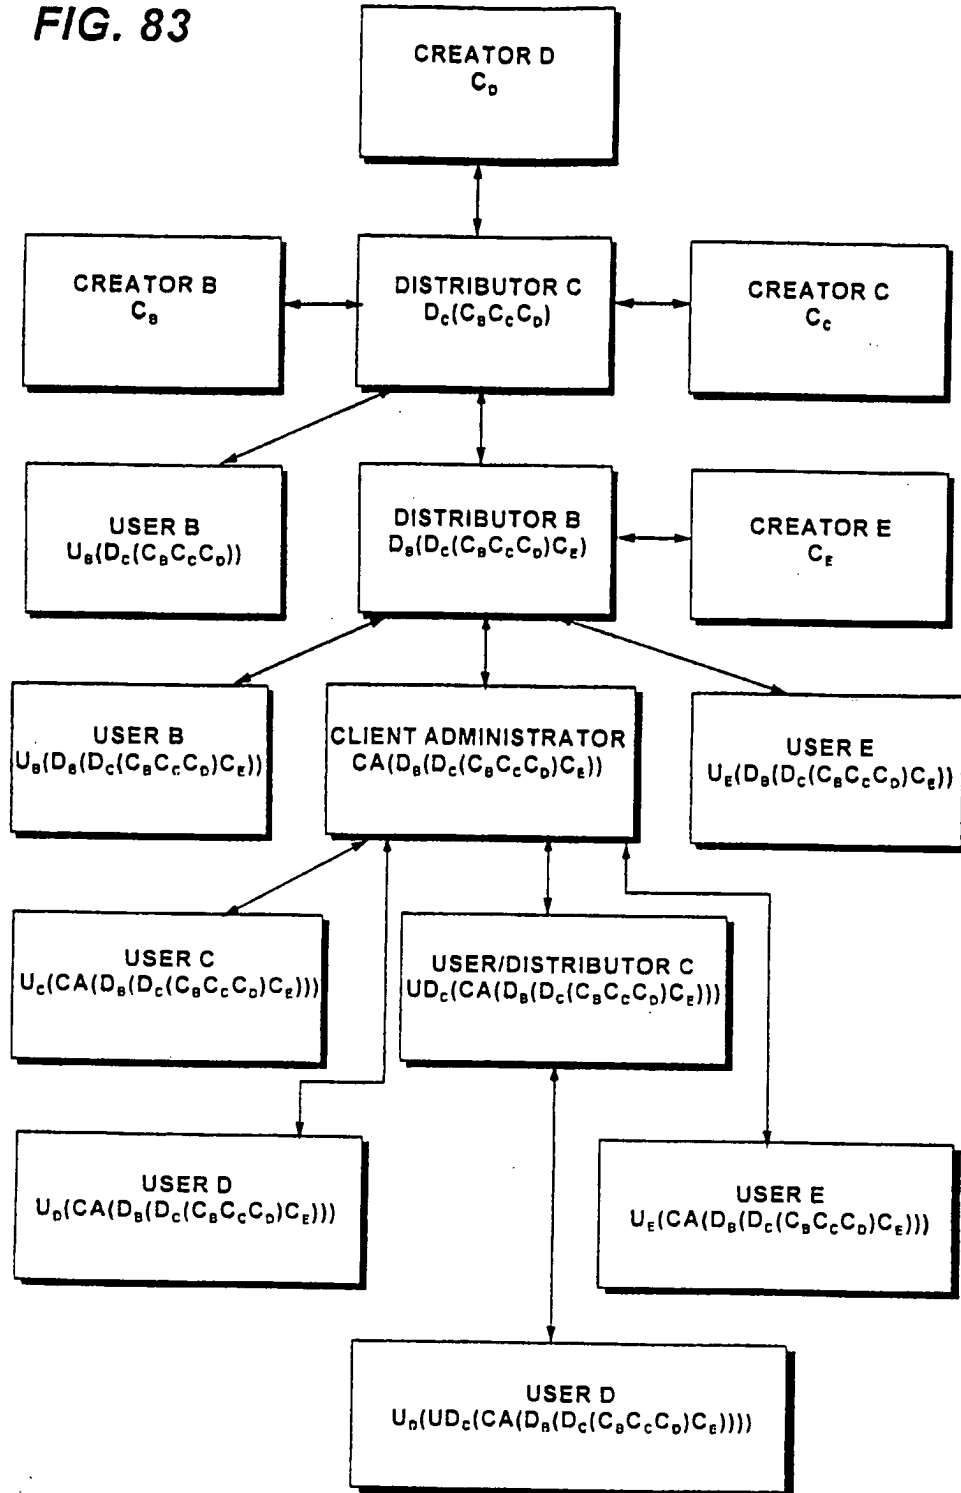 FIG. 83
CREATOR D
C_D
CREATOR B
C_B
DISTRIBUTOR C
D_C(C_BC_CC_D)
CREATOR C
C_C
USER B
U_B(D_C(C_BC_CC_D))
DISTRIBUTOR B
D_B(D_C(C_BC_CC_D)C_E)
CREATOR E
C_E
USER B
U_B(D_B(D_C(C_BC_CC_D)C_E))
CLIENT ADMINISTRATOR
CA(D_B(D_C(C_BC_CC_D)C_E))
USER E
U_E(D_B(D_C(C_BC_CC_D)C_E))
USER C
U_C(CA(D_B(D_C(C_BC_CC_D)C_E)))
USER/DISTRIBUTOR C
UD_C(CA(D_B(D_C(C_BC_CC_D)C_E)))
USER D
U_D(CA(D_B(D_C(C_BC_CC_D)C_E)))
USER E
U_E(CA(D_B(D_C(C_BC_CC_D)C_E)))
USER D
U_D(UD_C(CA(D_B(D_C(C_BC_CC_D)C_E))))